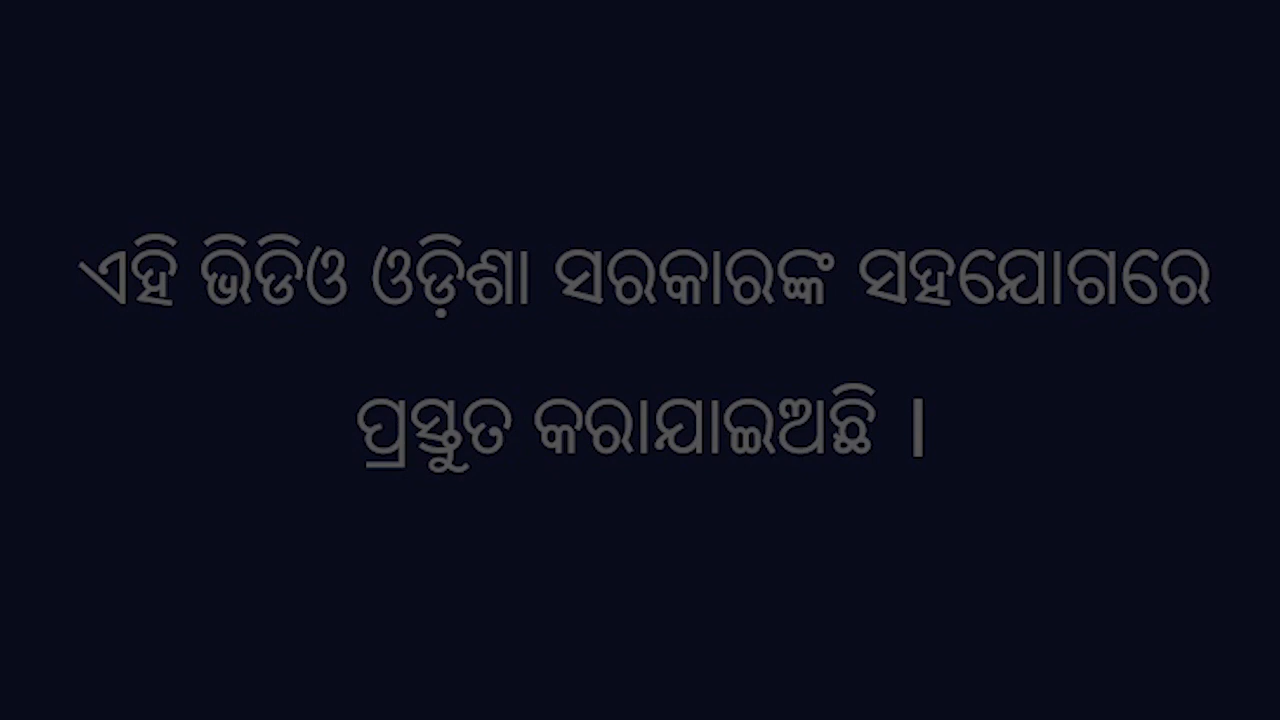 ଏହି ଭିଡିଓ ଓଡ଼ିଶା ସରକାରଙ୍କ ସହଯୋଗରେ
ପ୍ରସ୍ତୁତ କରାଯାଇଅଛି ।